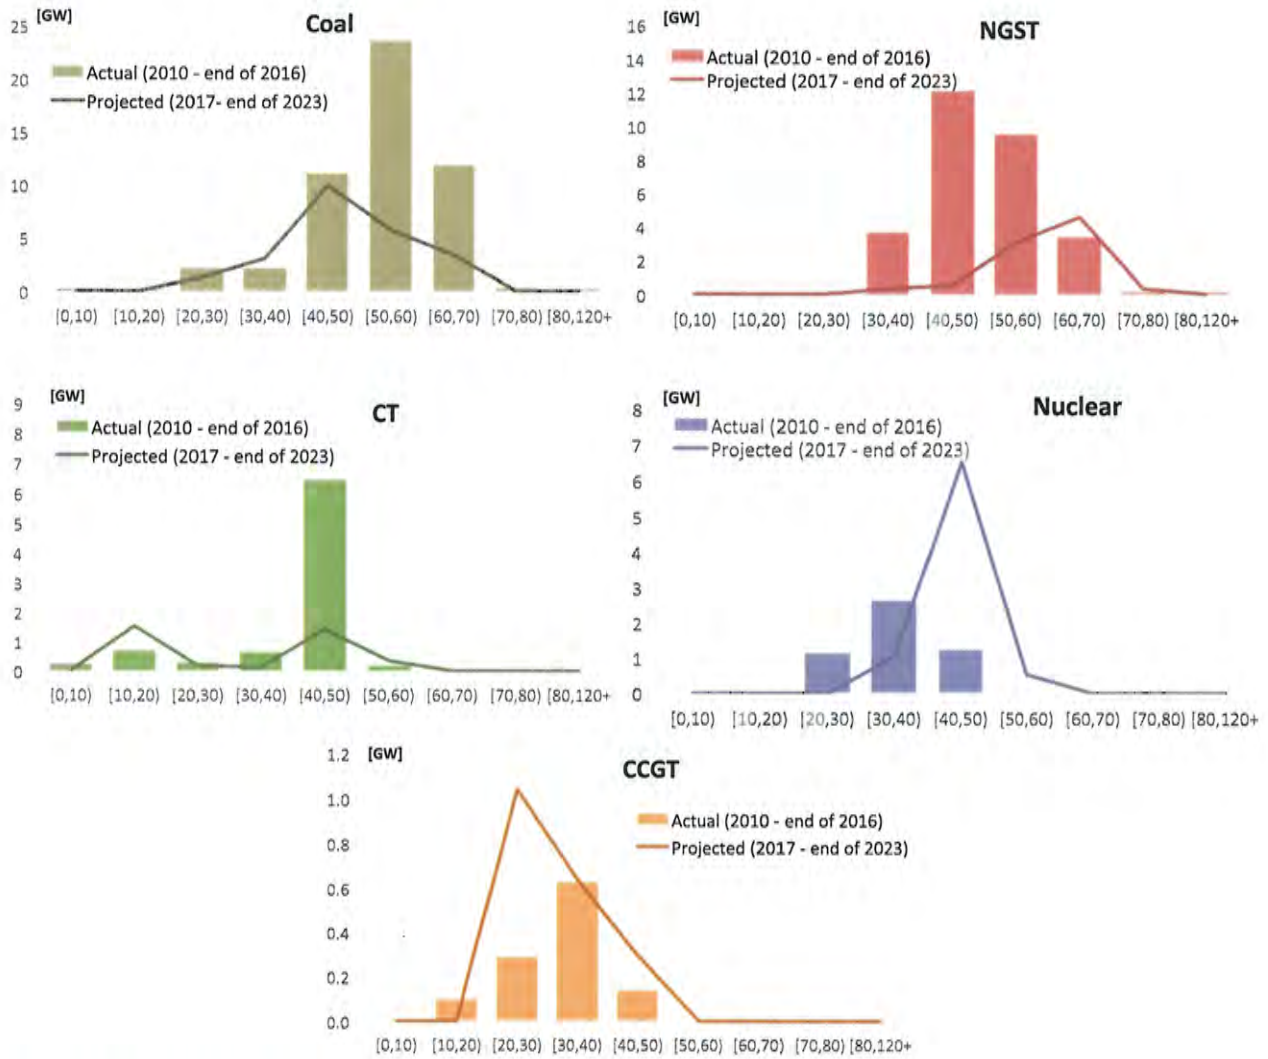 [GW]
Coal
Actual (2010 - end of 2016)
Projected (2017- end of 2023)
25
20
15
10
5
0
[0,10) [10,20) [20,30) [30,40) [40,50) [50,60) [60,70) [70,80) [80,120+
[GW]
NGST
Actual (2010 - end of 2016)
Projected (2017 - end of 2023)
16
14
12
10
8
6
4
2
0
[0,10) [10,20) [20,30) [30,40) [40,50) [50,60) [60,70) [70,80) [80,120+
[GW]
CT
Actual (2010 - end of 2016)
Projected (2017 - end of 2023)
9
8
7
6
5
4
3
2
1
0
[0,10) [10,20) [20,30) [30,40) [40,50) [50,60) [60,70) [70,80) [80,120+
[GW]
Nuclear
Actual (2010 - end of 2016)
Projected (2017 - end of 2023)
8
7
6
5
4
3
2
1
0
[0,10) [10,20) [20,30) [30,40) [40,50) [50,60) [60,70) [70,80) [80,120+
[GW]
CCGT
Actual (2010 - end of 2016)
Projected (2017 - end of 2023)
1.2
1.0
0.8
0.6
0.4
0.2
0.0
[0,10) [10,20) [20,30) [30,40) [40,50) [50,60) [60,70) [70,80) [80,120+